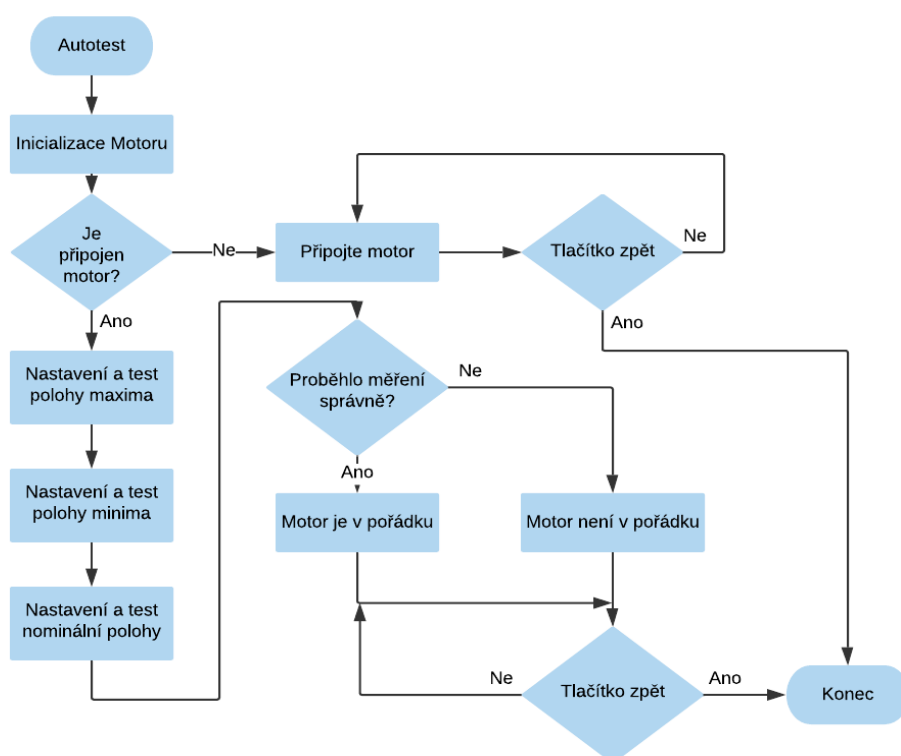 Autotest
Inicializace Motoru
Je
připojen
motor?
Ne
Připojte motor
Tlačítko zpět
Ne
Ano
Ano
Nastavení a test
polohy maxima
Nastavení a test
polohy minima
Nastavení a test
nominální polohy
Proběhlo měření
správně?
Ne
Ano
Motor je v pořádku
Motor není v pořádku
Tlačítko zpět
Ne
Ano
Konec